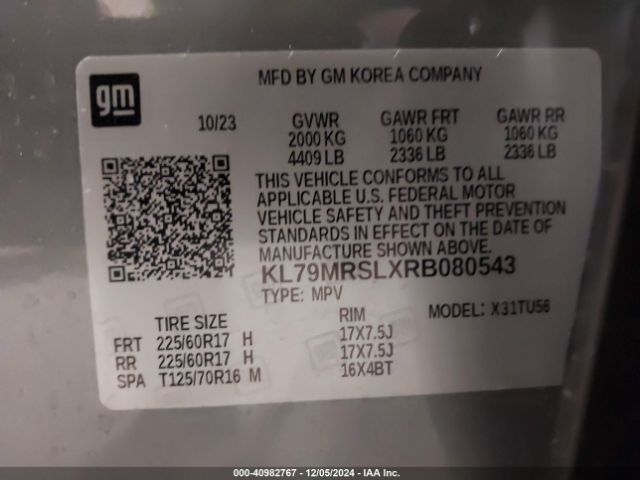 MFD BY GM KOREA COMPANY
gm
10/23 GVWR GAWR FRT GAWR RR
2000 KG 1060 KG 1060 KG
4409 LB 2336 LB 2336 LB
THIS VEHICLE CONFORMS TO ALL
APPLICABLE U.S. FEDERAL MOTOR
VEHICLE SAFETY AND THEFT PREVENTION
STANDARDS IN EFFECT ON THE DATE OF
MANUFACTURE SHOWN ABOVE.
KL79MRSLXRB080543
TYPE: MPV MODEL: X31TU56
TIRE SIZE RIM
FRT 225/60R17 H 17X7.5J
RR 225/60R17 H 17X7.5J
SPA T125/70R16 M 16X4BT
000-40982767 - 12/05/2024 - IAA Inc.